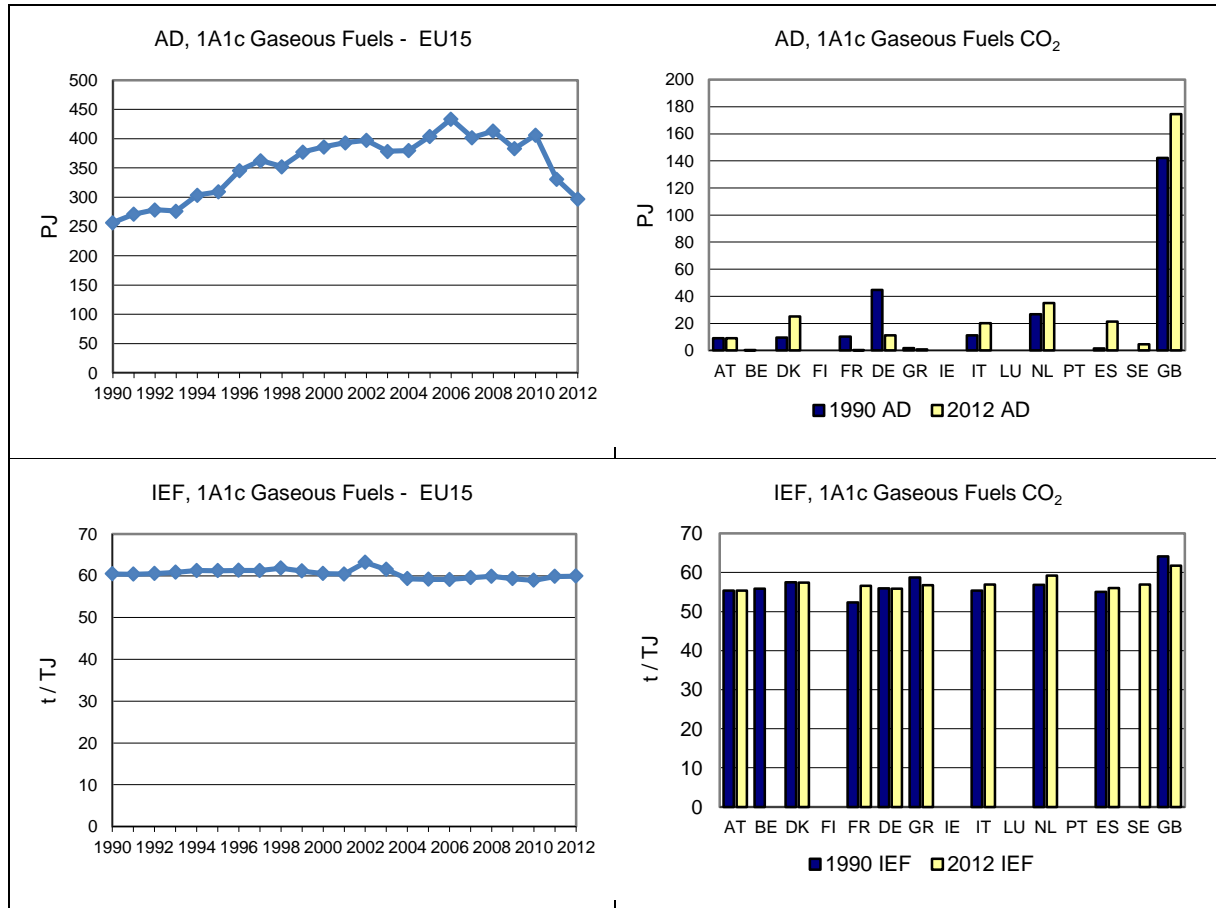 AD, 1A1c Gaseous Fuels - EU15
500
450
400
350
300
250
200
150
100
50
0
PJ
1990 1992 1994 1996 1998 2000 2002 2004 2006 2008 2010 2012
AD, 1A1c Gaseous Fuels CO₂
200
180
160
140
120
100
80
60
40
20
0
PJ
AT BE DK FI FR DE GR IE IT LU NL PT ES SE GB
1990 AD 2012 AD
IEF, 1A1c Gaseous Fuels - EU15
70
60
50
40
30
20
10
0
t / TJ
1990 1992 1994 1996 1998 2000 2002 2004 2006 2008 2010 2012
IEF, 1A1c Gaseous Fuels CO₂
70
60
50
40
30
20
10
0
t / TJ
AT BE DK FI FR DE GR IE IT LU NL PT ES SE GB
1990 IEF 2012 IEF